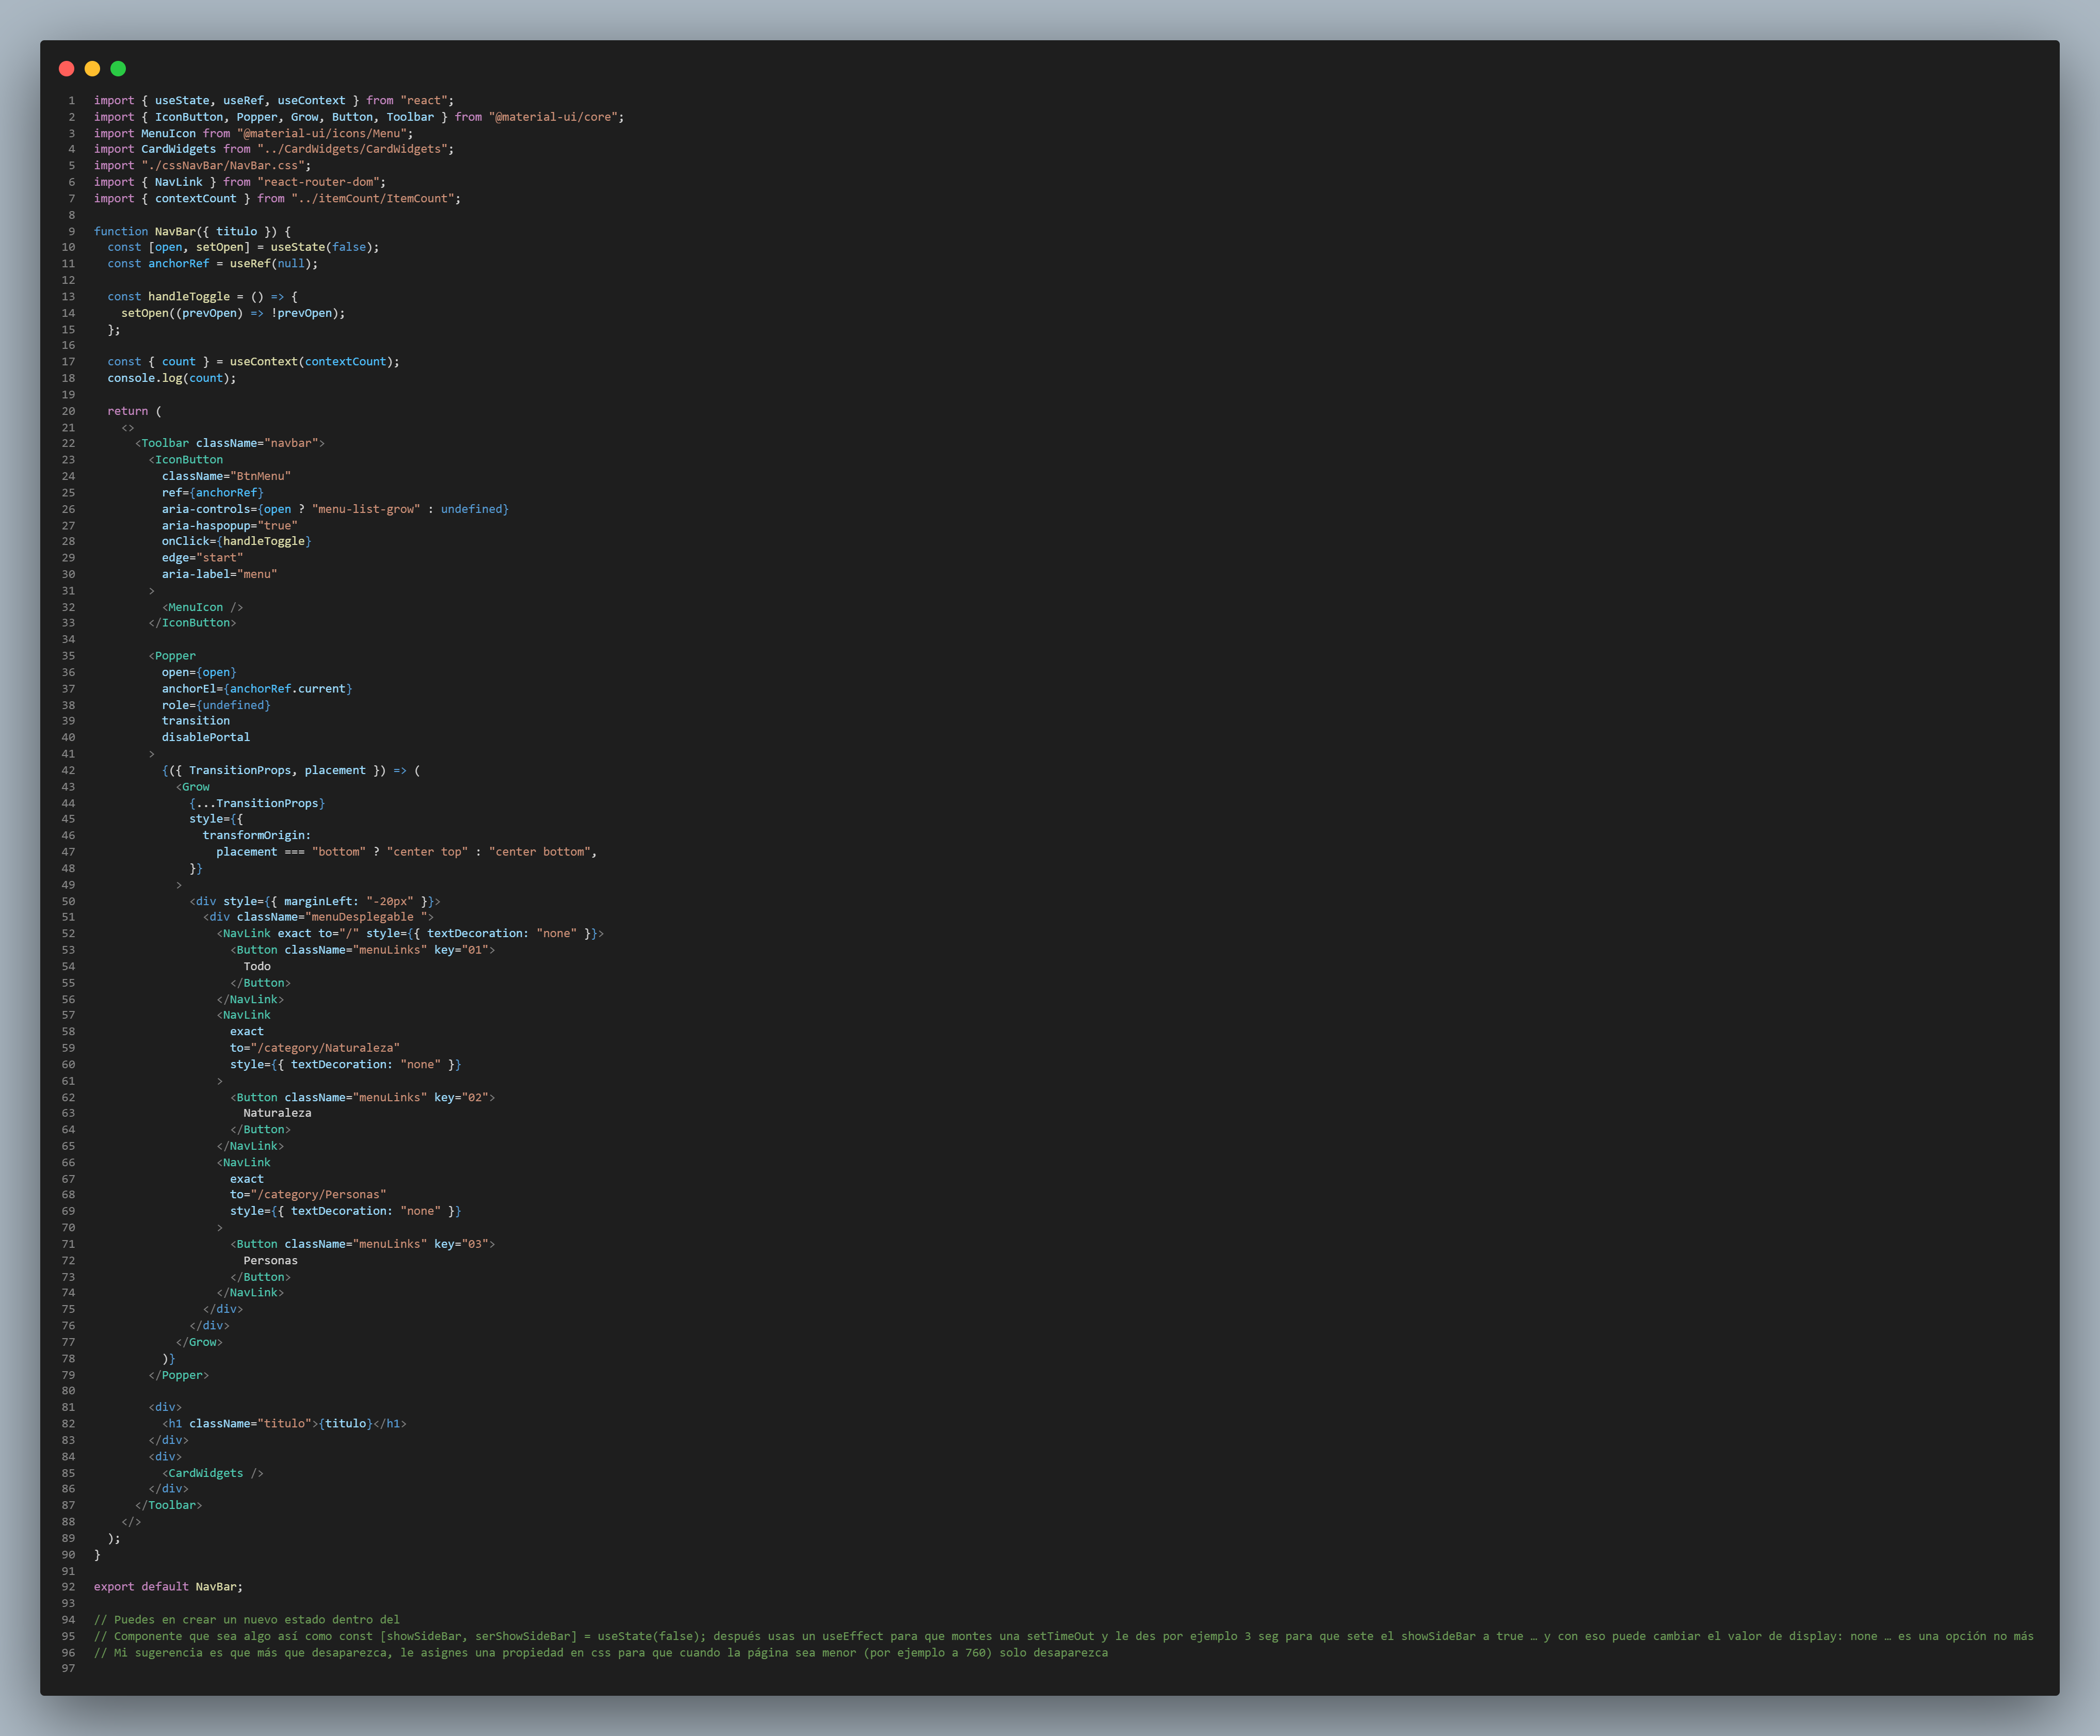 1 import { useState, useRef, useContext } from "react";
2 import { IconButton, Popper, Grow, Button, Toolbar } from "@material-ui/core";
3 import MenuIcon from "@material-ui/icons/Menu";
4 import CardWidgets from "../CardWidgets/CardWidgets";
5 import "./cssNavBar/NavBar.css";
6 import { NavLink } from "react-router-dom";
7 import { contextCount } from "../itemCount/ItemCount";
8
9 function NavBar({ titulo }) {
10   const [open, setOpen] = useState(false);
11   const anchorRef = useRef(null);
12
13   const handleToggle = () => {
14     setOpen((prevOpen) => !prevOpen);
15   };
16
17   const { count } = useContext(contextCount);
18   console.log(count);
19
20   return (
21     <>
22       <Toolbar className="navbar">
23         <IconButton
24           className="BtnMenu"
25           ref={anchorRef}
26           aria-controls={open ? "menu-list-grow" : undefined}
27           aria-haspopup="true"
28           onClick={handleToggle}
29           edge="start"
30           aria-label="menu"
31         >
32           <MenuIcon />
33         </IconButton>
34
35         <Popper
36           open={open}
37           anchorEl={anchorRef.current}
38           role={undefined}
39           transition
40           disablePortal
41         >
42           {({ TransitionProps, placement }) => (
43             <Grow
44               {...TransitionProps}
45               style={{
46                 transformOrigin:
47                   placement === "bottom" ? "center top" : "center bottom",
48               }}
49             >
50               <div style={{ marginLeft: "-20px" }}>
51                 <div className="menuDesplegable ">
52                   <NavLink exact to="/" style={{ textDecoration: "none" }}>
53                     <Button className="menuLinks" key="01">
54                       Todo
55                     </Button>
56                   </NavLink>
57                   <NavLink
58                     exact
59                     to="/category/Naturaleza"
60                     style={{ textDecoration: "none" }}
61                   >
62                     <Button className="menuLinks" key="02">
63                       Naturaleza
64                     </Button>
65                   </NavLink>
66                   <NavLink
67                     exact
68                     to="/category/Personas"
69                     style={{ textDecoration: "none" }}
70                   >
71                     <Button className="menuLinks" key="03">
72                       Personas
73                     </Button>
74                   </NavLink>
75                 </div>
76               </div>
77             </Grow>
78           )}
79         </Popper>
80
81         <div>
82           <h1 className="titulo">{titulo}</h1>
83         </div>
84         <div>
85           <CardWidgets />
86         </div>
87       </Toolbar>
88     </>
89   );
90 }
91
92 export default NavBar;
93
94 // Puedes en crear un nuevo estado dentro del
95 // Componente que sea algo así como const [showSideBar, serShowSideBar] = useState(false); después usas un useEffect para que montes una setTimeOut y le des por ejemplo 3 seg para que sete el showSideBar a true … y con eso puede cambiar el valor de display: none … es una opción no más
96 // Mi sugerencia es que más que desaparezca, le asignes una propiedad en css para que cuando la página sea menor (por ejemplo a 760) solo desaparezca
97